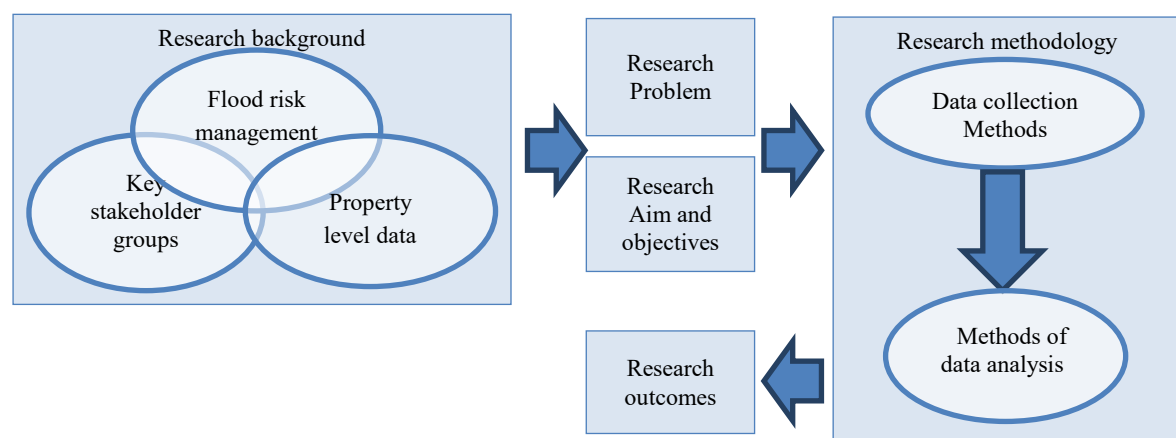 Research background
Flood risk
management
Key
stakeholder
groups
Property
level data
Research
Problem
Research
Aim and
objectives
Research methodology
Data collection
Methods
Methods of
data analysis
Research
outcomes